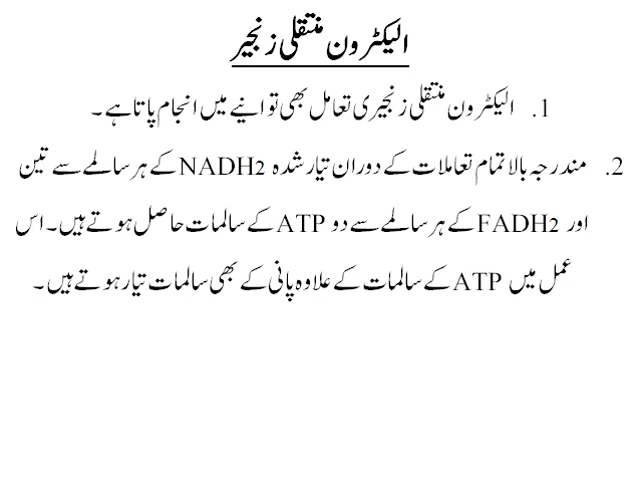 الیکٹرون منتقلی زنجیر
1. الیکٹرون منتقلی زنجیری تعامل بھی توانیے میں انجام پاتا ہے ۔
2. مندرجہ بالا تمام تعاملات کے دوران تیار شدہ NADH2 کے ہر سالمے سے تین
اور FADH2 کے ہر سالمے سے دو ATP کے سالمات حاصل ہوتے ہیں۔ اس
عمل میں ATP کے سالمات کے علاوہ پانی کے بھی سالمات تیار ہوتے ہیں ۔